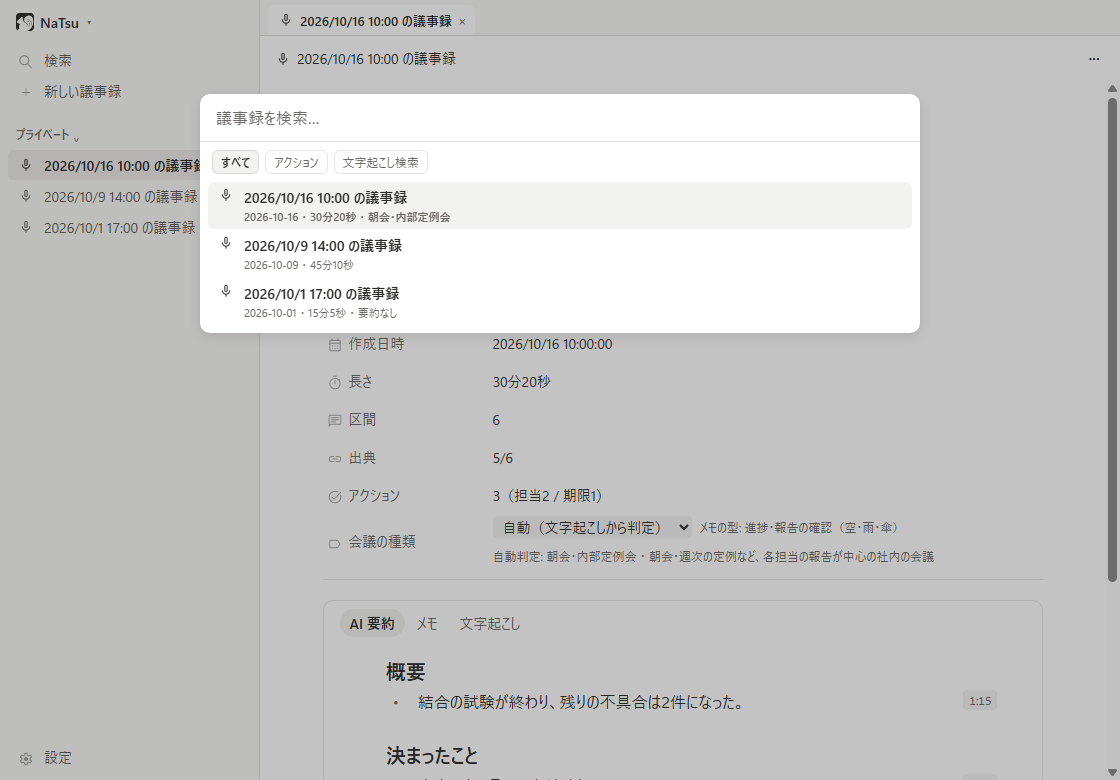 NaTsu
2026/10/16 10:00 の議事録 ×
検索
2026/10/16 10:00 の議事録
新しい議事録
プライベート
2026/10/16 10:00 の議事録
2026/10/9 14:00 の議事録
2026/10/1 17:00 の議事録
議事録を検索...
すべて アクション 文字起こし検索
2026/10/16 10:00 の議事録
2026-10-16・30分20秒・朝会・内部定例会
2026/10/9 14:00 の議事録
2026-10-09・45分10秒
2026/10/1 17:00 の議事録
2026-10-01・15分5秒・要約なし
作成日時 2026/10/16 10:00:00
長さ 30分20秒
区間 6
出典 5/6
アクション 3（担当2 / 期限1）
会議の種類 自動（文字起こしから判定） メモの型: 進捗・報告の確認（空・雨・傘）
自動判定: 朝会・内部定例会・朝会・週次の定例など、各担当の報告が中心の社内の会議
AI 要約 メモ 文字起こし
概要
・ 結合の試験が終わり、残りの不具合は2件になった。 1:15
決まったこと
設定